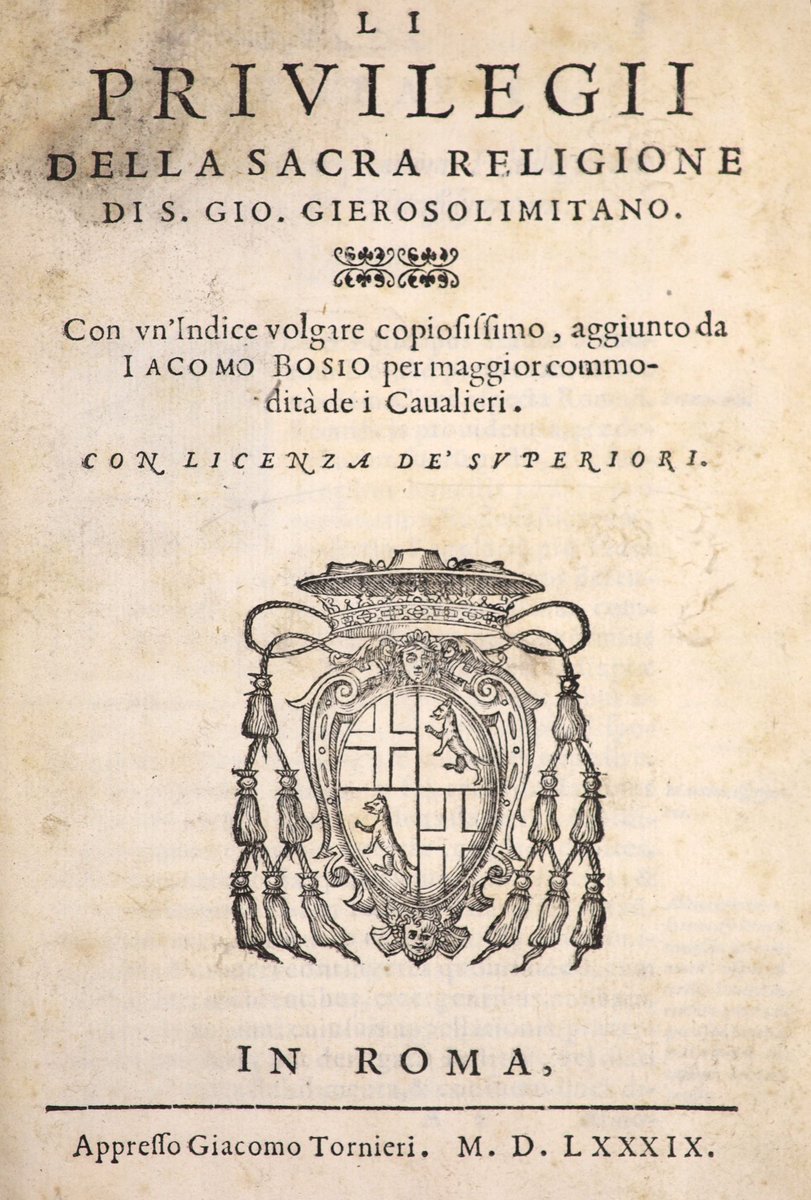 LI
PRIVILEGII
DELLA SACRA RELIGIONE
DI S. GIO. GIEROSOLIMITANO.
Con vn'Indice volgare copiosissimo, aggiunto da
IACOMO BOSIO per maggior commo-
dità de i Caualieri.
CON LICENZA DE' SVPERIORI.
IN ROMA,
Appresso Giacomo Tornieri. M. D. LXXXIX.